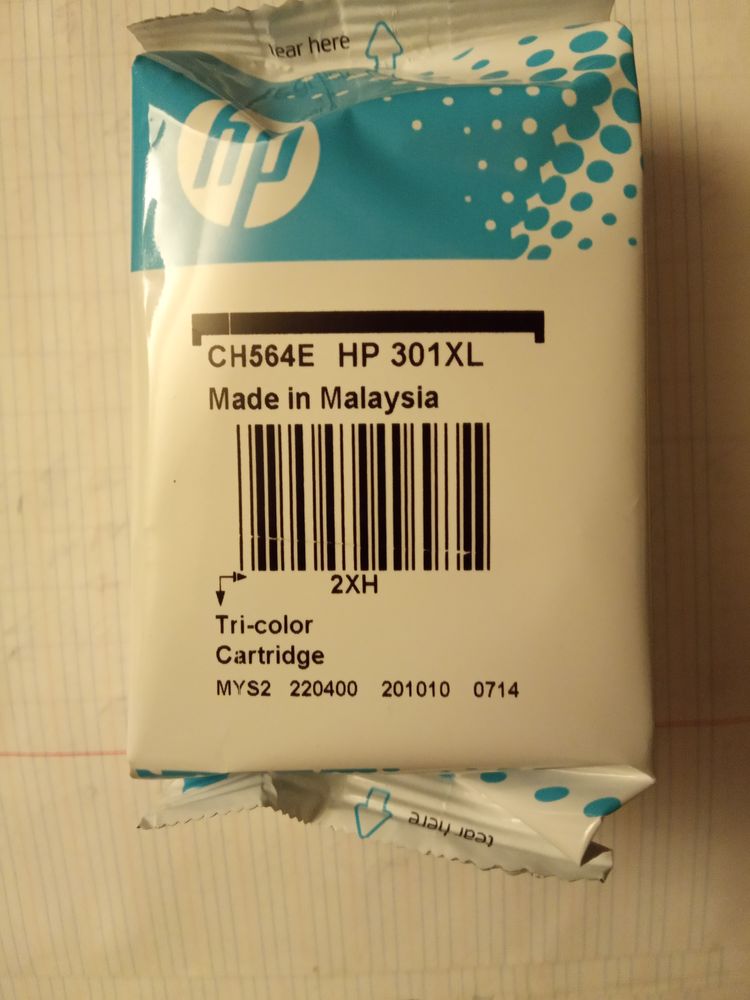 tear here
hp
CH564E HP 301XL
Made in Malaysia
2XH
Tri-color
Cartridge
MYS2 220400 201010 0714
tear here